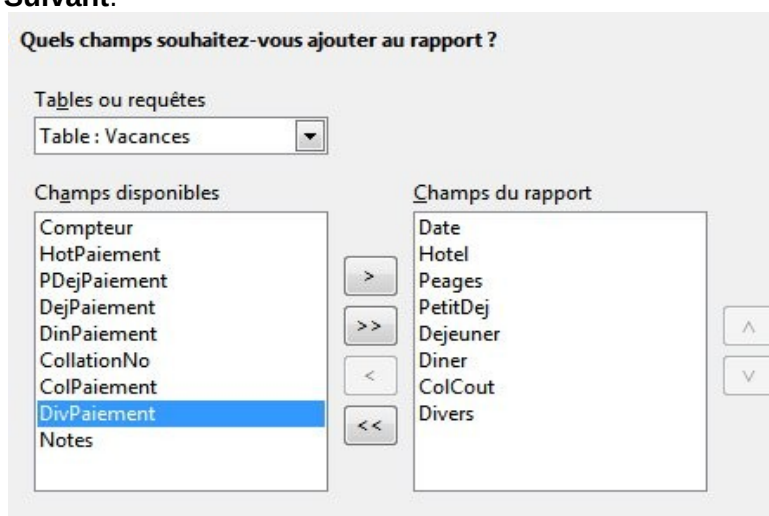 Suivant.
Quels champs souhaitez-vous ajouter au rapport ?
Tables ou requêtes
Table : Vacances
Champs disponibles
Champs du rapport
Compteur
HotPaiement
PDejPaiement
DejPaiement
DinPaiement
CollationNo
ColPaiement
DivPaiement
Notes
>
>>
<
<<
Date
Hotel
Peages
PetitDej
Dejeuner
Diner
ColCout
Divers